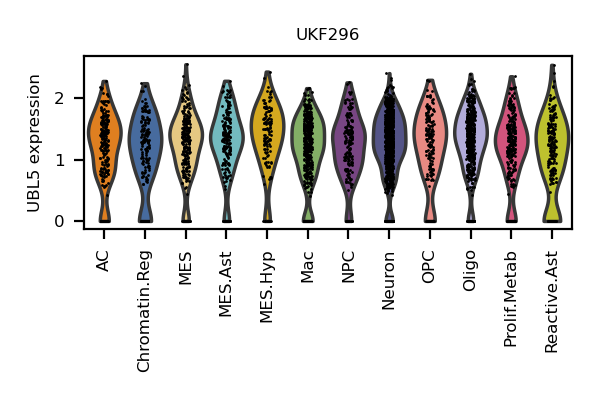 UKF296
UBL5 expression
2
1
0
AC
Chromatin.Reg
MES
MES.Ast
MES.Hyp
Mac
NPC
Neuron
OPC
Oligo
Prolif.Metab
Reactive.Ast